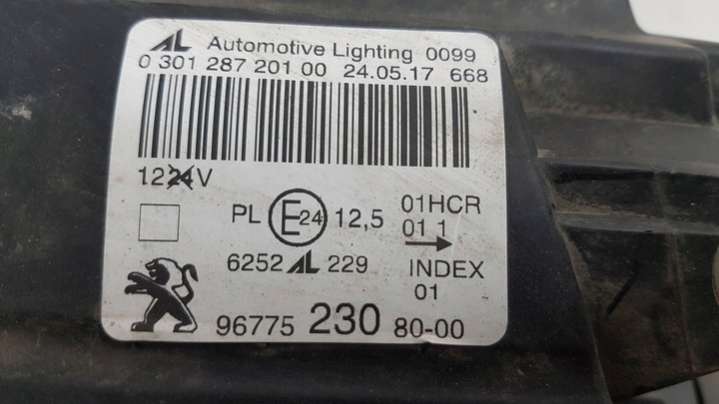 AL Automotive Lighting 0099
0 301 287 201 00 24.05.17 668
1224V
PL E24 12,5 01HCR
01 1
6252 AL 229 INDEX
01
96775 230 80-00